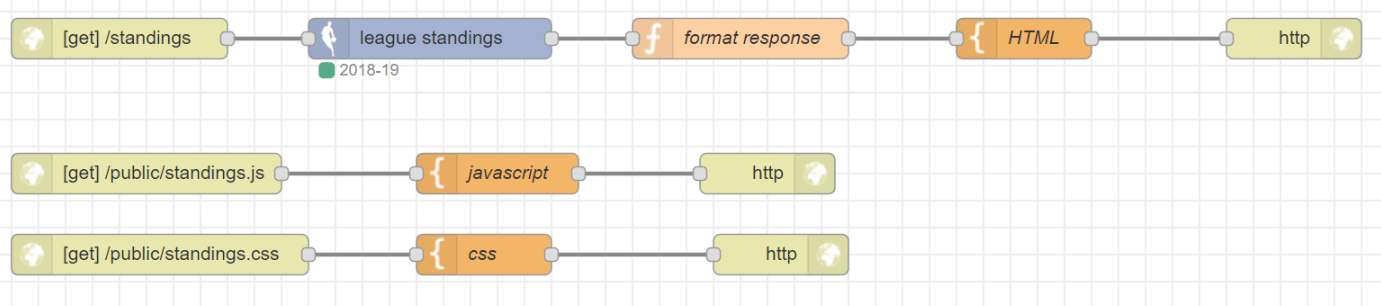 [get] /standings league standings format response HTML http
2018-19
[get] /public/standings.js javascript http
[get] /public/standings.css css http